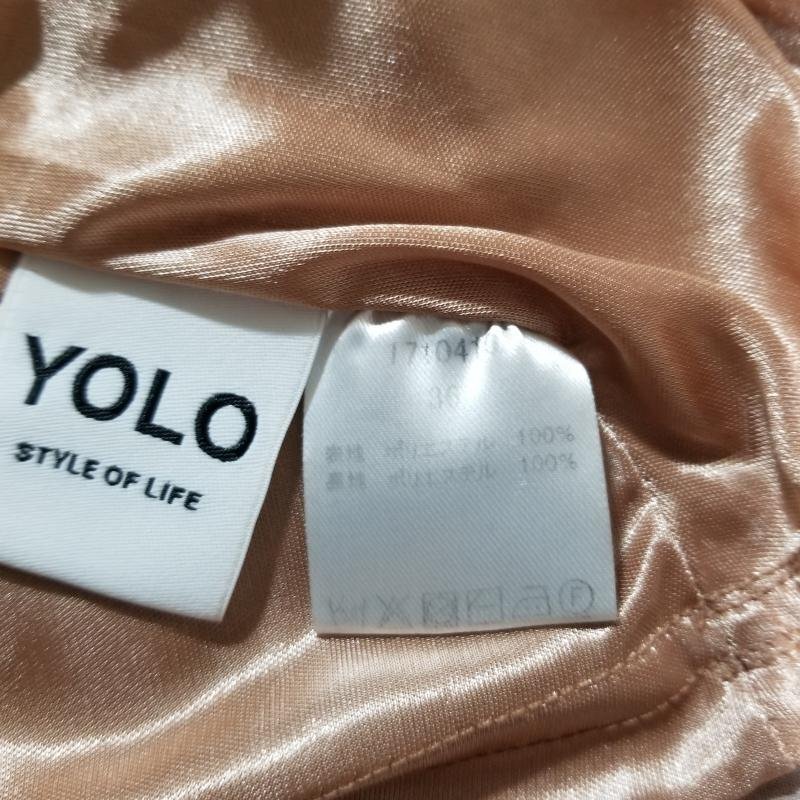 YOLO
STYLE OF LIFE
36
表地 ポリエステル 100%
裏地 ポリエステル 100%